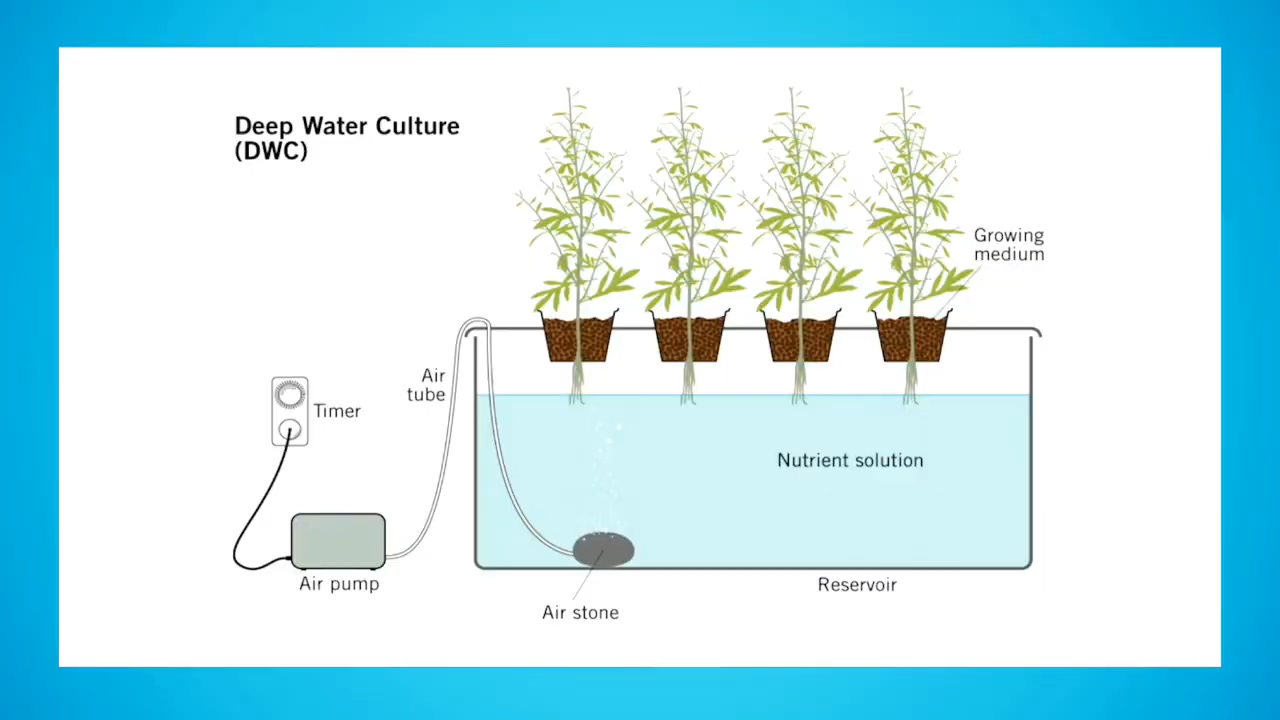 Deep Water Culture
(DWC)
Growing
medium
Air
tube
Timer
Nutrient solution
Air pump
Reservoir
Air stone